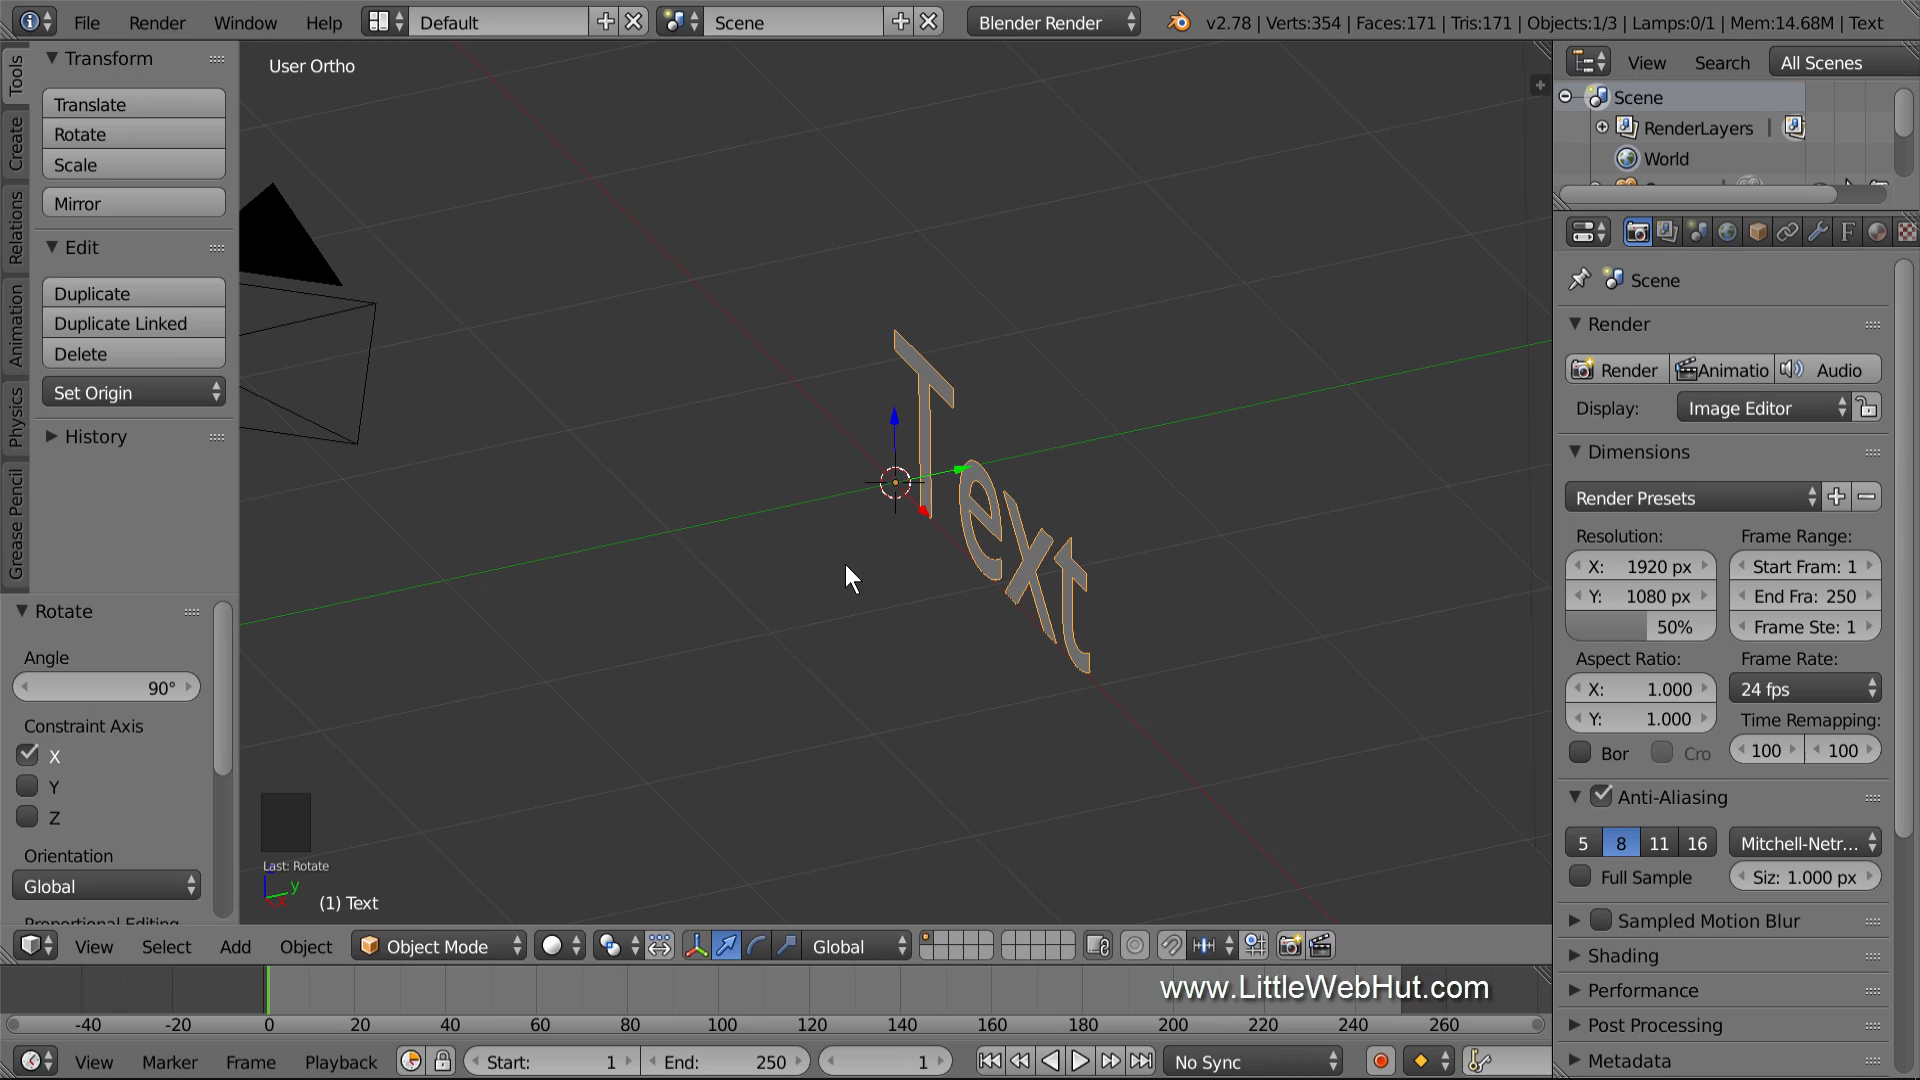 File Render Window Help Default Scene Blender Render v2.78 | Verts:354 | Faces:171 | Tris:171 | Objects:1/3 | Lamps:0/1 | Mem:14.68M | Text
Tools
Create
Relations
Animation
Physics
Grease Pencil
Transform
Translate
Rotate
Scale
Mirror
Edit
Duplicate
Duplicate Linked
Delete
Set Origin
History
Rotate
Angle
90°
Constraint Axis
X
Y
Z
Orientation
Global
Proportional Editing
User Ortho
Text
Last: Rotate
y
x
(1) Text
View Select Add Object Object Mode Global
www.LittleWebHut.com
-40 -20 0 20 40 60 80 100 120 140 160 180 200 220 240 260
View Marker Frame Playback Start: 1 End: 250 1 No Sync
View Search All Scenes
Scene
RenderLayers |
World
F
Scene
Render
Render Animatio Audio
Display: Image Editor
Dimensions
Render Presets
Resolution: Frame Range:
X: 1920 px Start Fram: 1
Y: 1080 px End Fra: 250
50% Frame Ste: 1
Aspect Ratio: Frame Rate:
X: 1.000 24 fps
Y: 1.000 Time Remapping:
Bor Cro 100 100
Anti-Aliasing
5 8 11 16 Mitchell-Netr...
Full Sample Siz: 1.000 px
Sampled Motion Blur
Shading
Performance
Post Processing
Metadata